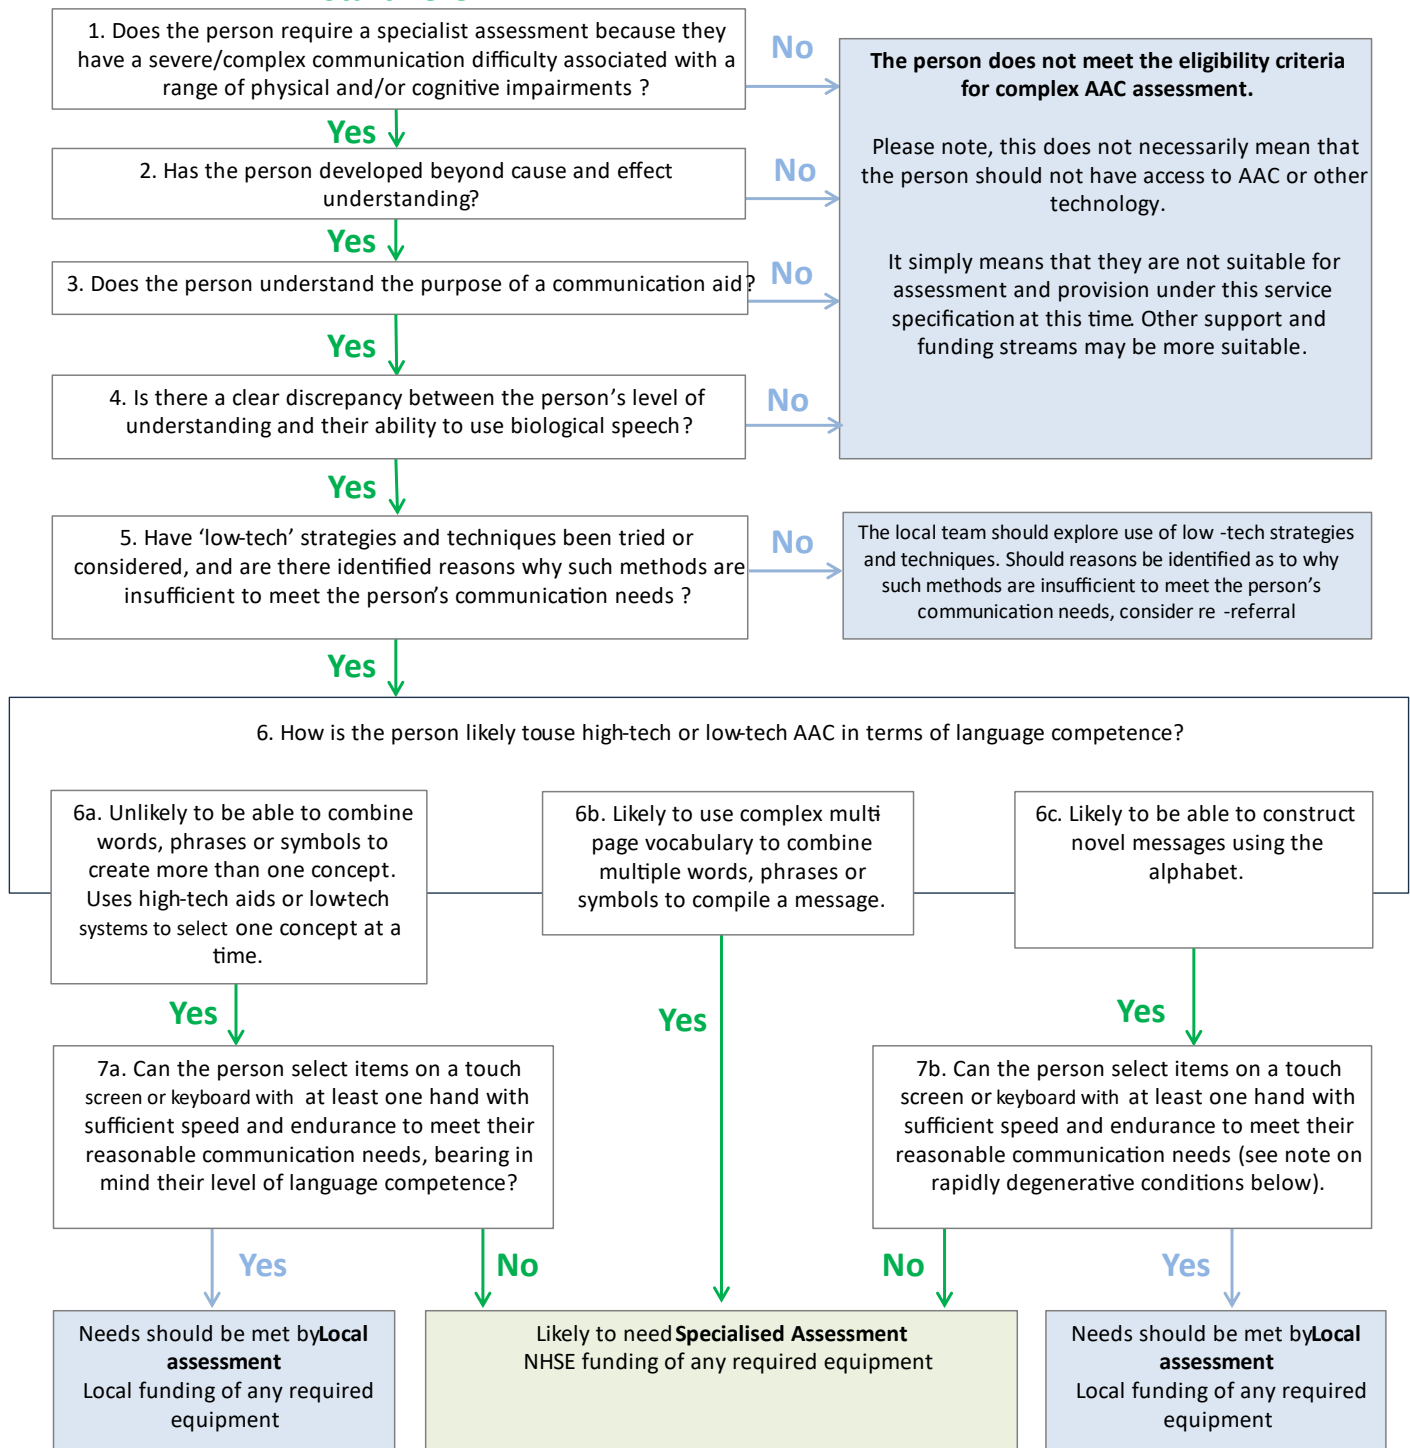 1. Does the person require a specialist assessment because they
have a severe/complex communication difficulty associated with a
range of physical and/or cognitive impairments ?
No
The person does not meet the eligibility criteria
for complex AAC assessment.
Please note, this does not necessarily mean that
the person should not have access to AAC or other
technology.
It simply means that they are not suitable for
assessment and provision under this service
specification at this time. Other support and
funding streams may be more suitable.
Yes
2. Has the person developed beyond cause and effect
understanding?
No
Yes
3. Does the person understand the purpose of a communication aid?
No
Yes
4. Is there a clear discrepancy between the person's level of
understanding and their ability to use biological speech?
No
Yes
5. Have 'low-tech' strategies and techniques been tried or
considered, and are there identified reasons why such methods are
insufficient to meet the person's communication needs ?
No
The local team should explore use of low -tech strategies
and techniques. Should reasons be identified as to why
such methods are insufficient to meet the person's
communication needs, consider re -referral
Yes
6. How is the person likely touse high-tech or low-tech AAC in terms of language competence?
6a. Unlikely to be able to combine
words, phrases or symbols to
create more than one concept.
Uses high-tech aids or low-tech
systems to select one concept at a
time.
6b. Likely to use complex multi-
page vocabulary to combine
multiple words, phrases or
symbols to compile a message.
6c. Likely to be able to construct
novel messages using the
alphabet.
Yes
Yes
Yes
7a. Can the person select items on a touch
screen or keyboard with at least one hand with
sufficient speed and endurance to meet their
reasonable communication needs, bearing in
mind their level of language competence?
7b. Can the person select items on a touch
screen or keyboard with at least one hand with
sufficient speed and endurance to meet their
reasonable communication needs (see note on
rapidly degenerative conditions below).
Yes
No
No
Yes
Needs should be met by Local
assessment
Local funding of any required
equipment
Likely to need Specialised Assessment
NHSE funding of any required equipment
Needs should be met by Local
assessment
Local funding of any required
equipment